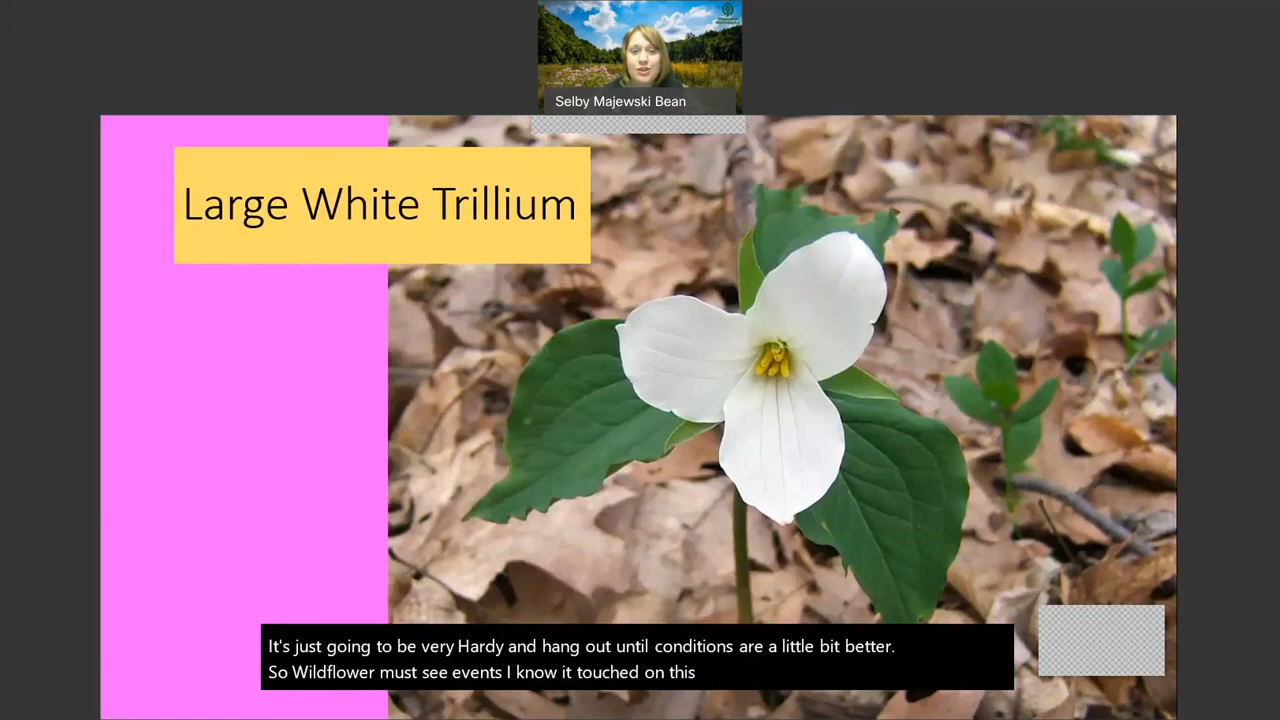 Selby Majewski Bean
Large White Trillium
It's just going to be very Hardy and hang out until conditions are a little bit better.
So Wildflower must see events I know it touched on this